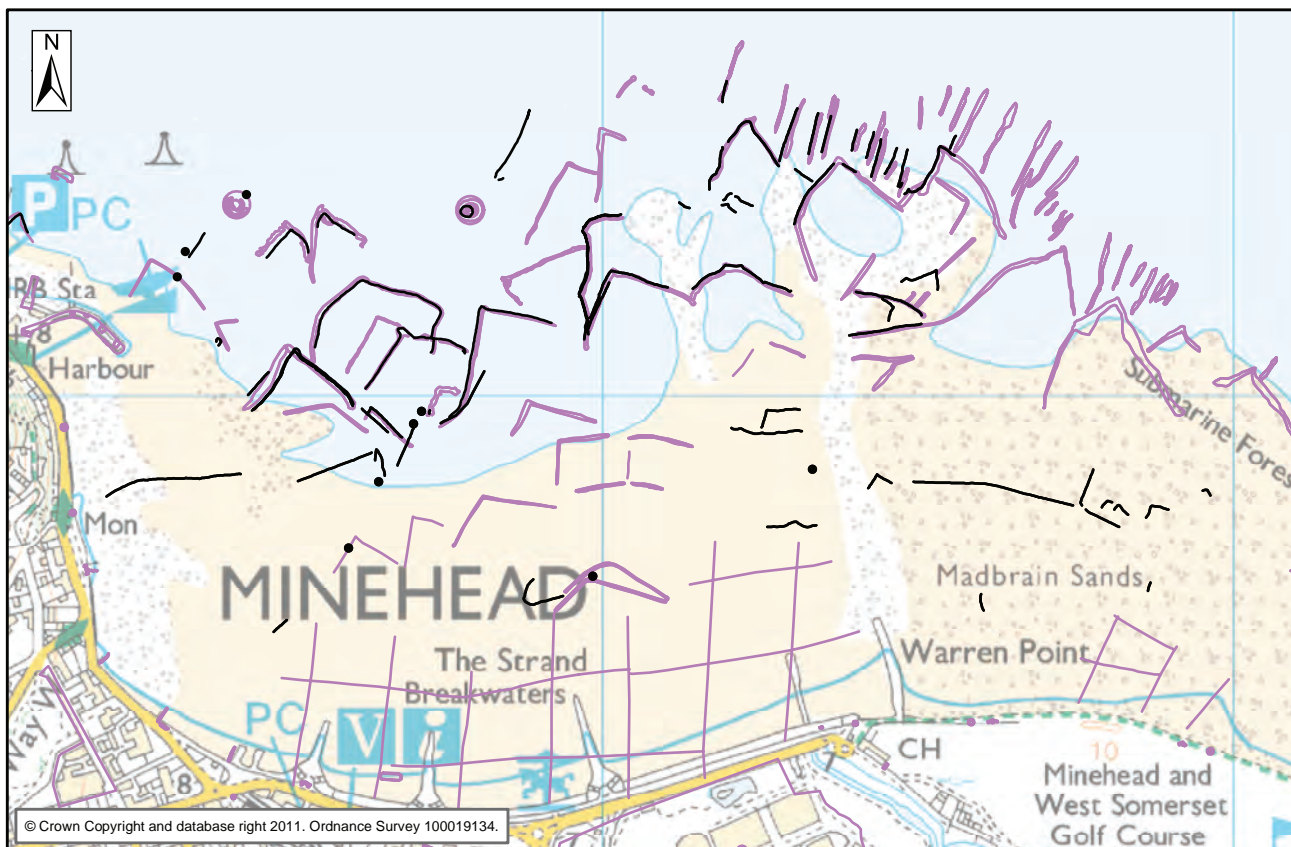 N
P PC
RB Sta
8
Harbour
Submarine Fores
Mon
MINEHEAD
Madbrain Sands
The Strand
Breakwaters
Warren Point
Way W
PC
V i
CH
10
8
Minehead and
West Somerset
Golf Course
© Crown Copyright and database right 2011. Ordnance Survey 100019134.